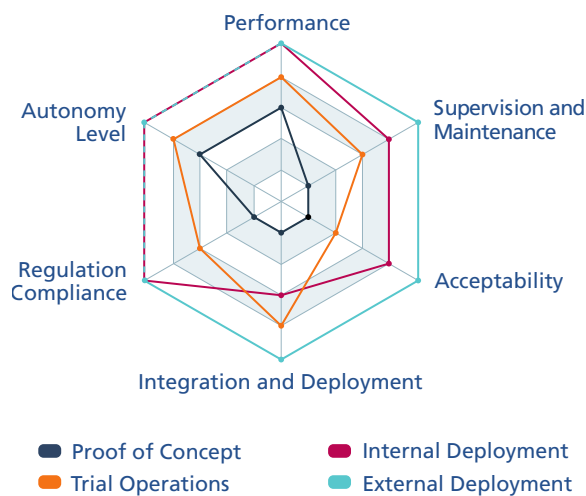 Performance
Autonomy
Level
Supervision and
Maintenance
Regulation
Compliance
Acceptability
Integration and Deployment
Proof of Concept
Internal Deployment
Trial Operations
External Deployment